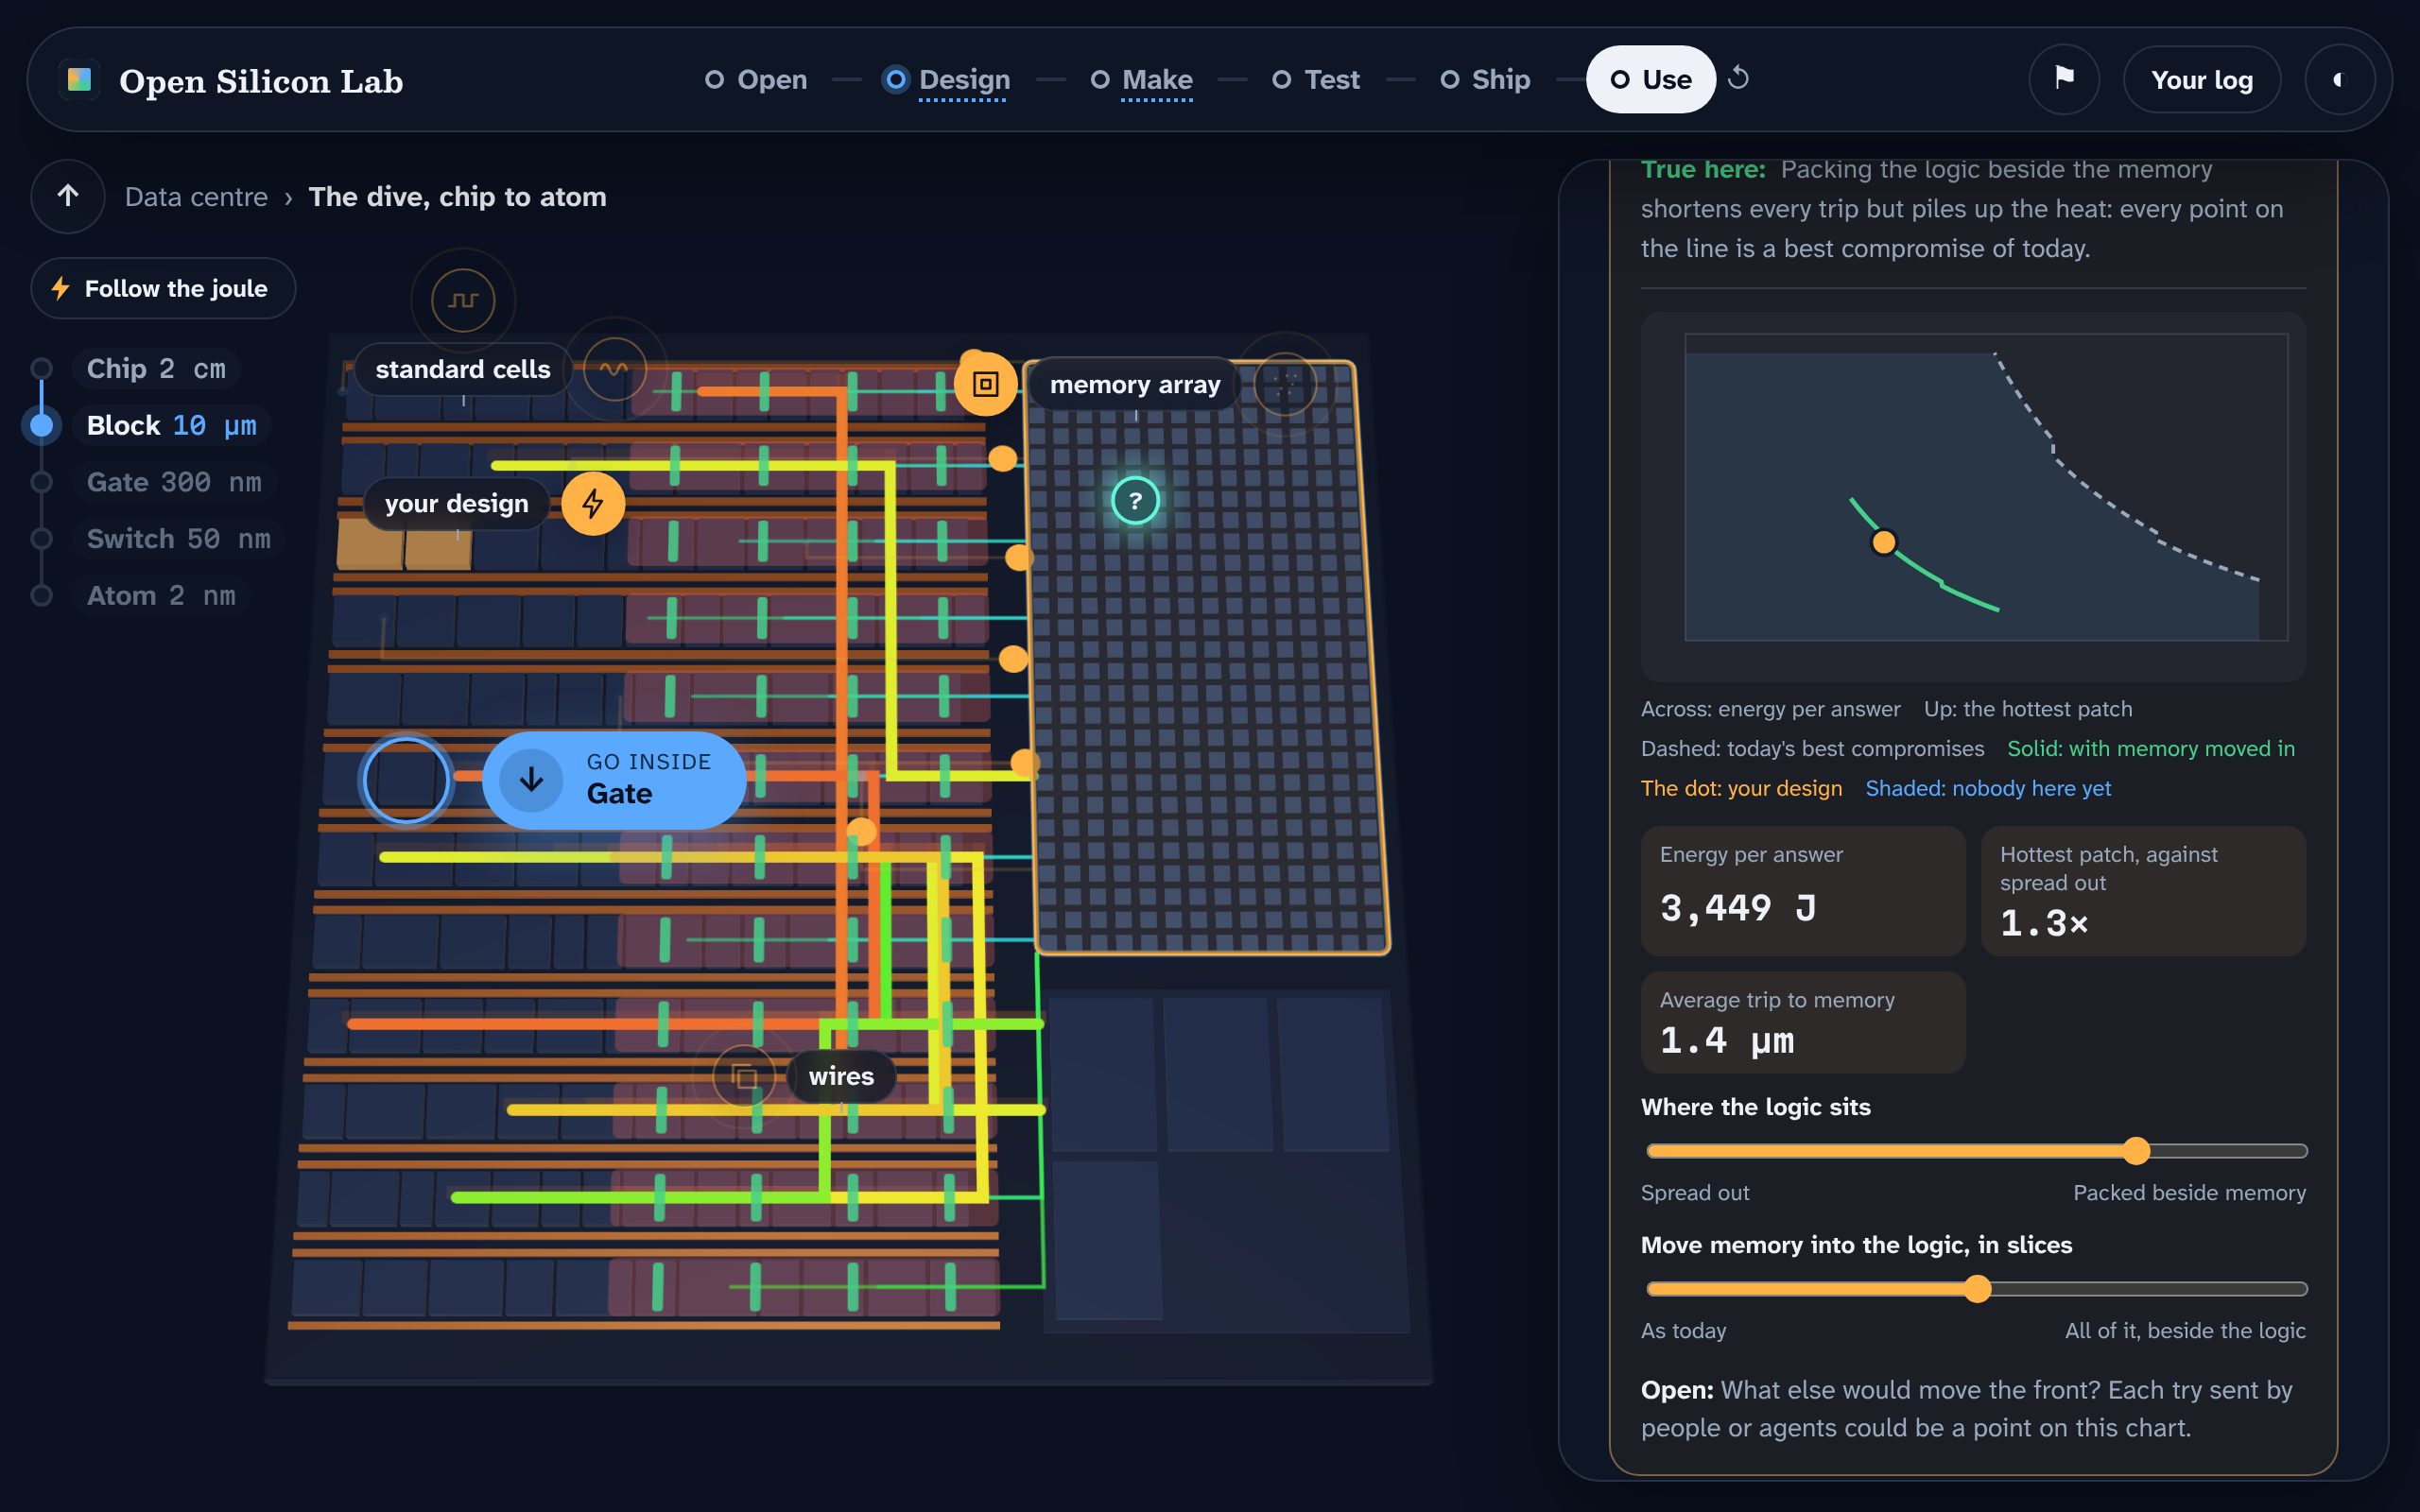 Open Silicon Lab
Open
Design
Make
Test
Ship
Use
Your log
Data centre › The dive, chip to atom
Follow the joule
Chip 2 cm
Block 10 µm
Gate 300 nm
Switch 50 nm
Atom 2 nm
standard cells
memory array
your design
?
GO INSIDE
Gate
wires
True here: Packing the logic beside the memory
shortens every trip but piles up the heat: every point on
the line is a best compromise of today.
Across: energy per answer Up: the hottest patch
Dashed: today's best compromises Solid: with memory moved in
The dot: your design Shaded: nobody here yet
Energy per answer
3,449 J
Hottest patch, against
spread out
1.3×
Average trip to memory
1.4 µm
Where the logic sits
Spread out
Packed beside memory
Move memory into the logic, in slices
As today
All of it, beside the logic
Open: What else would move the front? Each try sent by
people or agents could be a point on this chart.